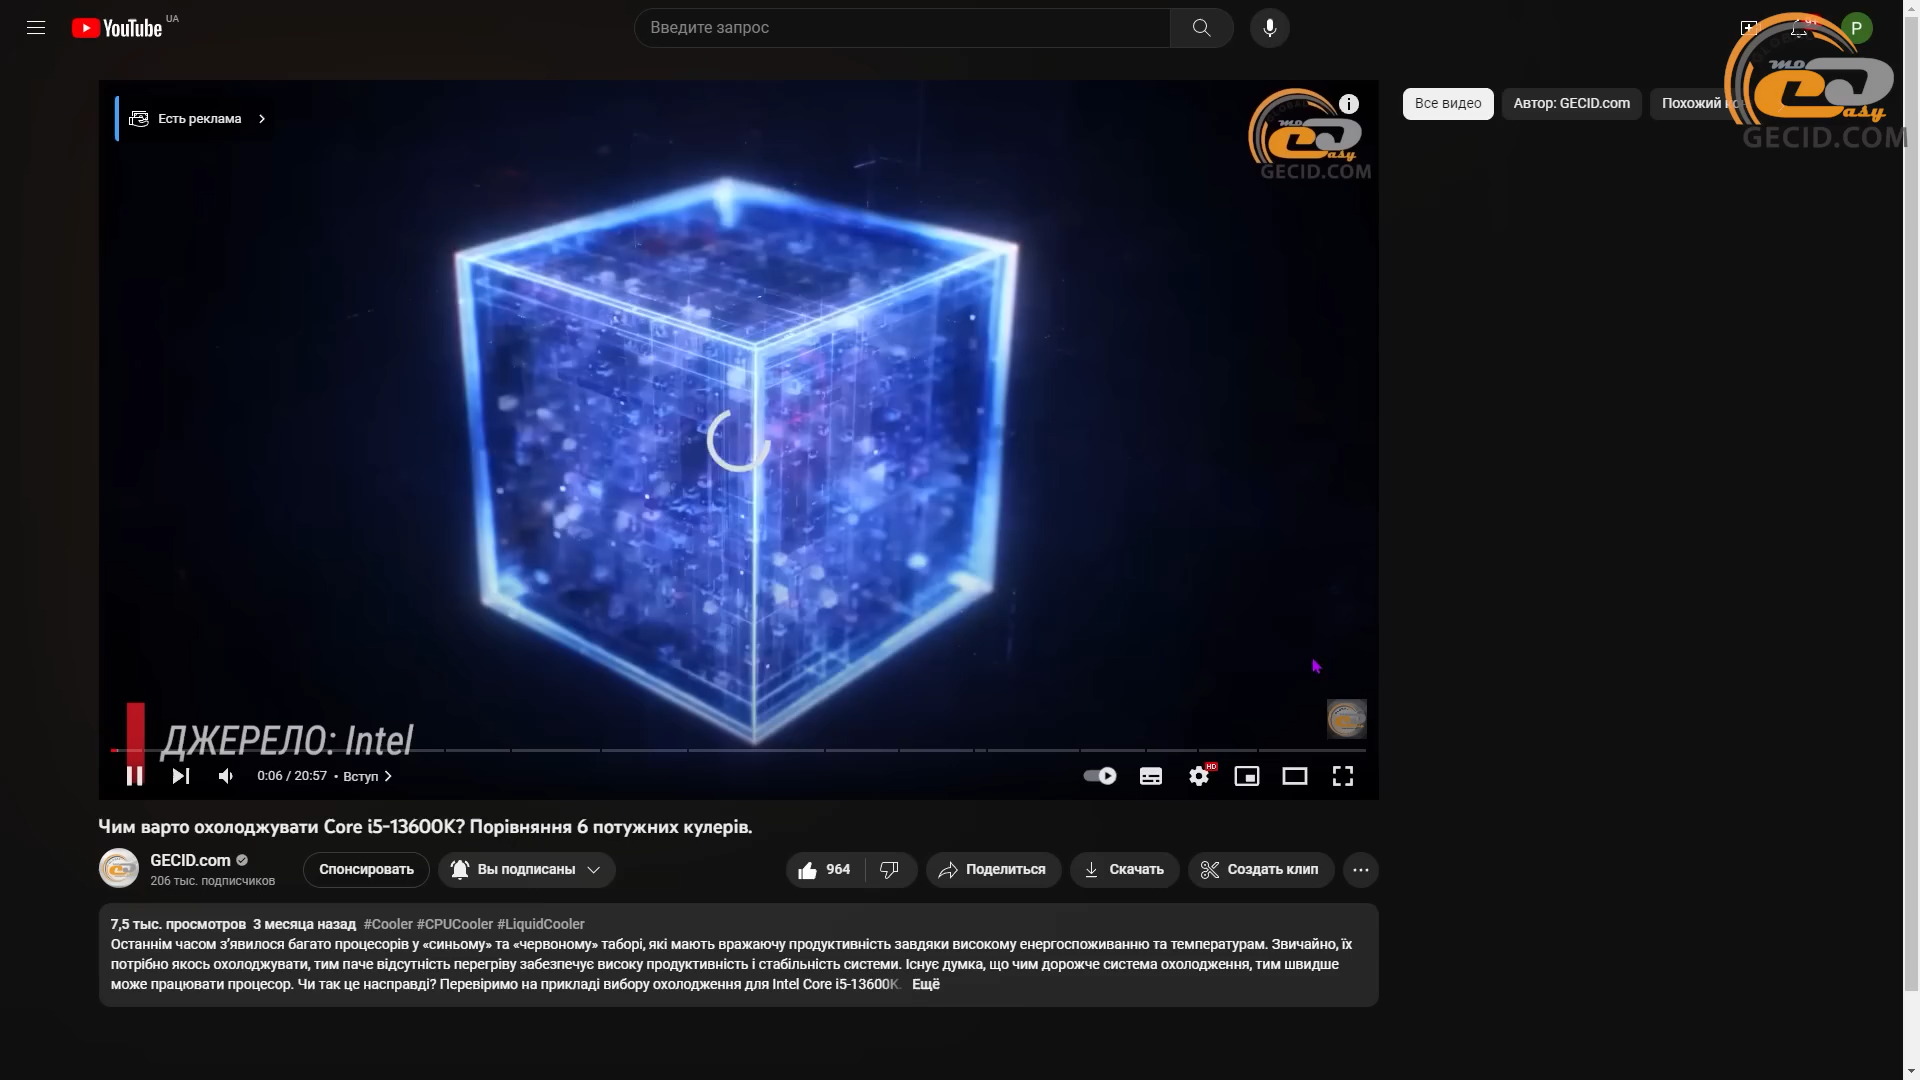 YouTube UA
Введите запрос
P
GECID.COM
Есть реклама
GECID.COM
Все видео
Автор: GECID.com
Похожий
ДЖЕРЕЛО: Intel
0:06 / 20:57 • Вступ
HD
Чим варто охолоджувати Core i5-13600K? Порівняння 6 потужних кулерів.
GECID.com
206 тыс. подписчиков
Спонсировать
Вы подписаны
964
Поделиться
Скачать
Создать клип
7,5 тыс. просмотров 3 месяца назад #Cooler #CPUCooler #LiquidCooler
Останнім часом з’явилося багато процесорів у «синьому» та «червоному» таборі, які мають вражаючу продуктивність завдяки високому енергоспоживанню та температурам. Звичайно, їх
потрібно якось охолоджувати, тим паче відсутність перегріву забезпечує високу продуктивність і стабільність системи. Існує думка, що чим дорожче система охолодження, тим швидше
може працювати процесор. Чи так це насправді? Перевіримо на прикладі вибору охолодження для Intel Core i5-13600K. Ещё